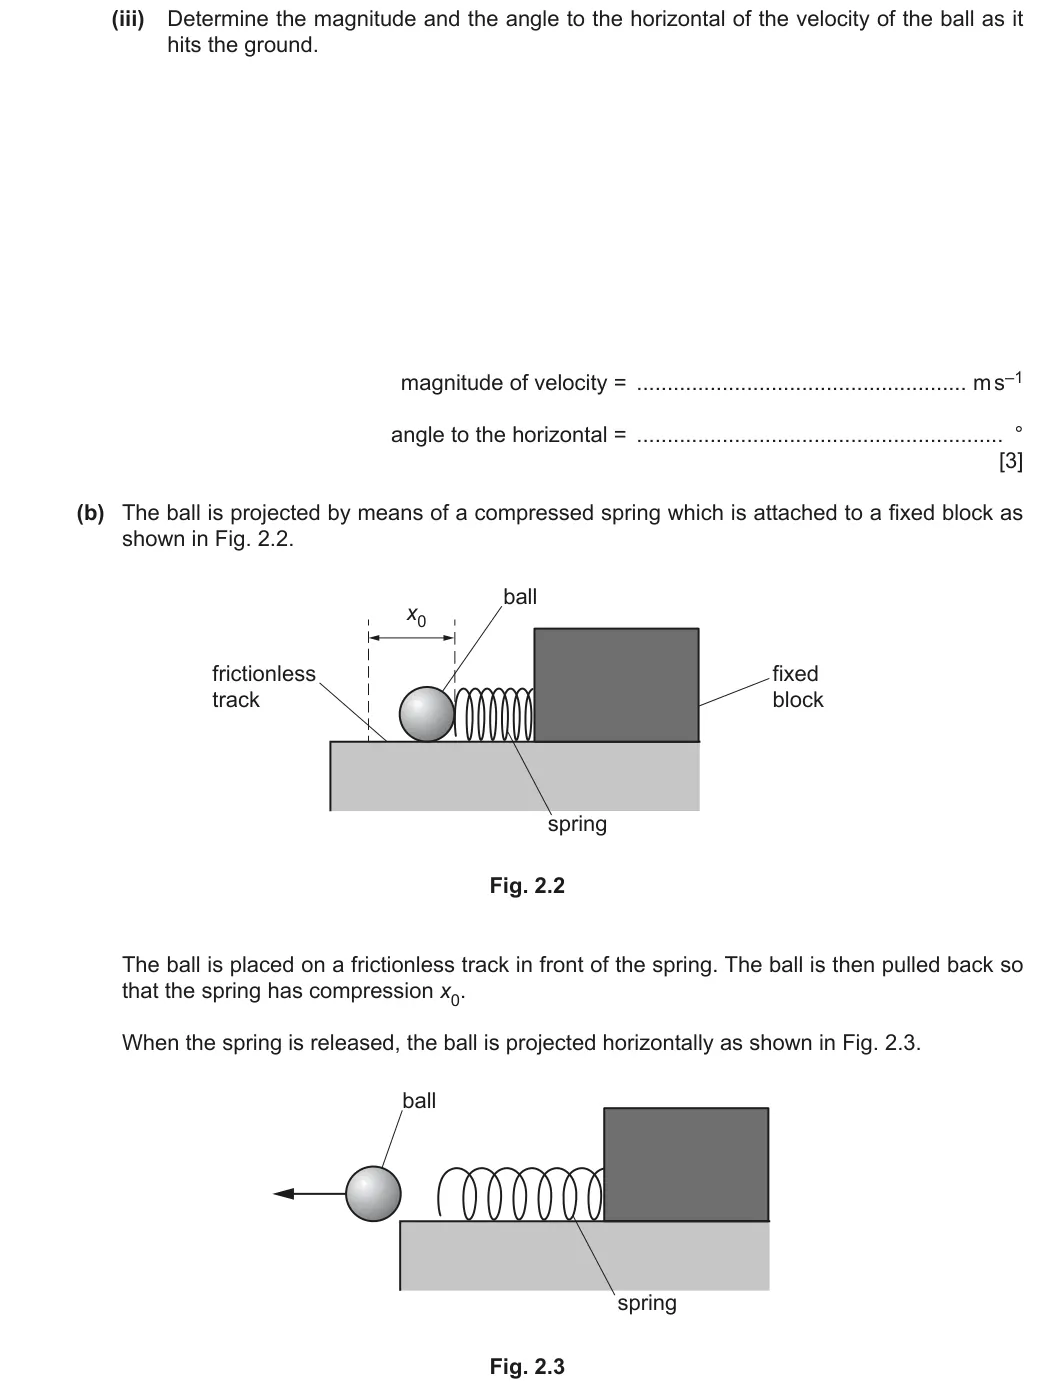 (iii) Determine the magnitude and the angle to the horizontal of the velocity of the ball as it
hits the ground.
magnitude of velocity = ...................................................... m s⁻¹
angle to the horizontal = ............................................................ °
[3]
(b) The ball is projected by means of a compressed spring which is attached to a fixed block as
shown in Fig. 2.2.
ball
x₀
frictionless
track
fixed
block
spring
Fig. 2.2
The ball is placed on a frictionless track in front of the spring. The ball is then pulled back so
that the spring has compression x₀.
When the spring is released, the ball is projected horizontally as shown in Fig. 2.3.
ball
spring
Fig. 2.3